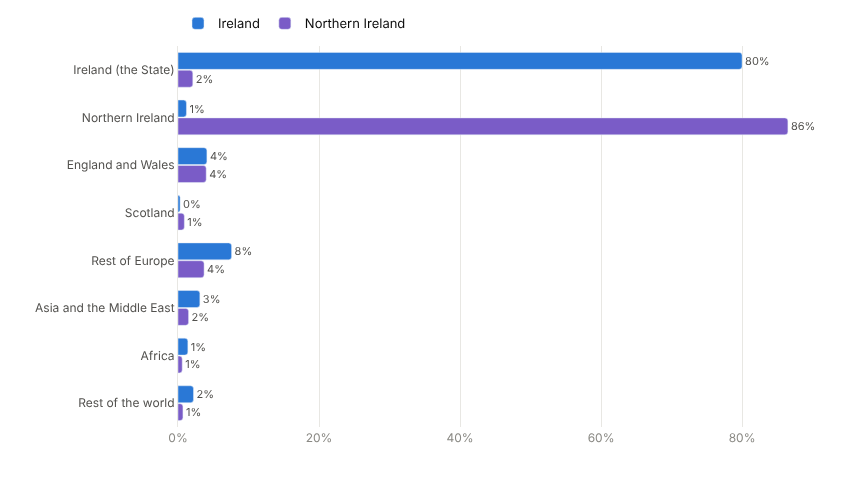 Ireland Northern Ireland
Ireland (the State)
80%
2%
Northern Ireland
1%
86%
England and Wales
4%
4%
Scotland
0%
1%
Rest of Europe
8%
4%
Asia and the Middle East
3%
2%
Africa
1%
1%
Rest of the world
2%
1%
0% 20% 40% 60% 80%